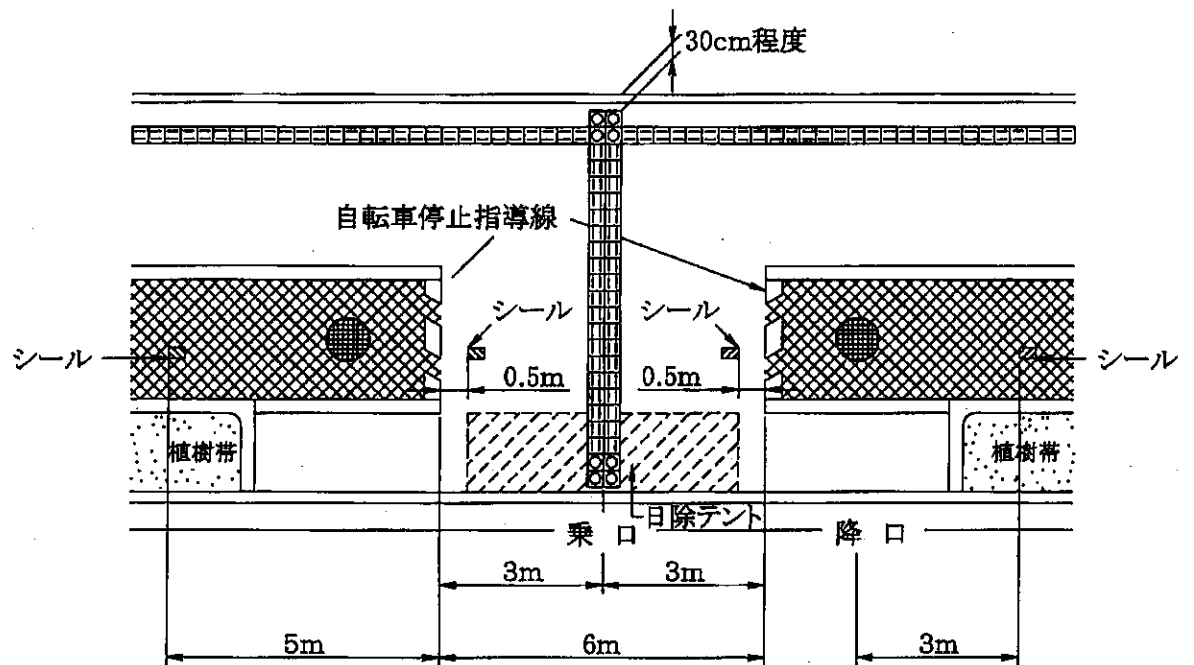 30cm程度
自転車停止指導線
シール
シール
シール
シール
0.5m
0.5m
植樹帯
植樹帯
日除テント
乗口
降口
3m
3m
5m
6m
3m